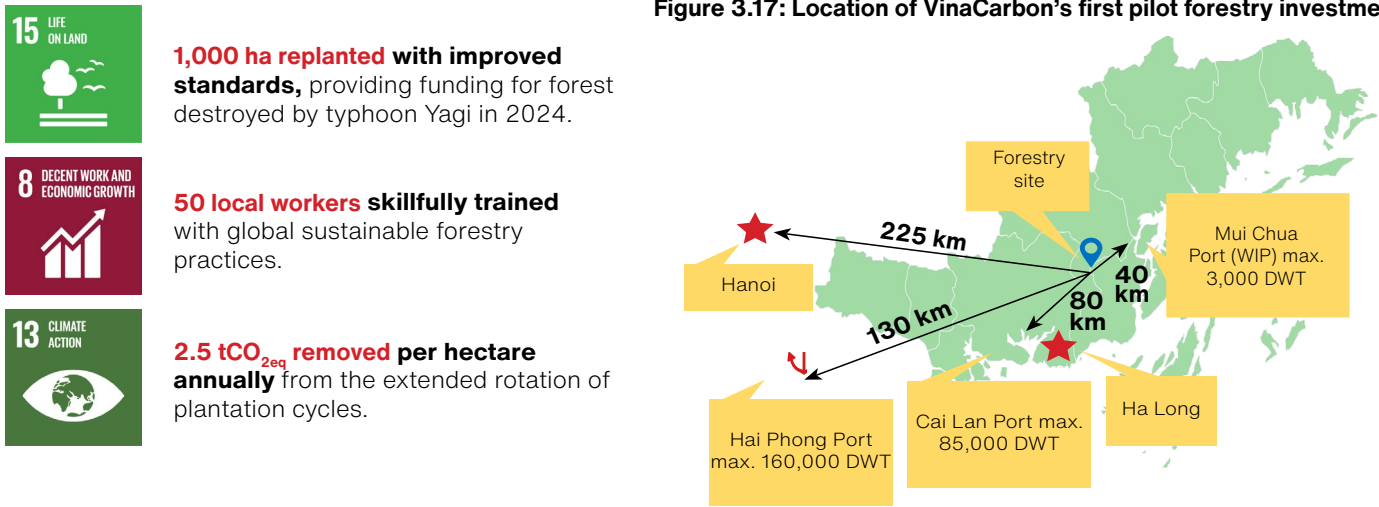 15 LIFE
ON LAND
1,000 ha replanted with improved
standards, providing funding for forest
destroyed by typhoon Yagi in 2024.
8 DECENT WORK AND
ECONOMIC GROWTH
50 local workers skillfully trained
with global sustainable forestry
practices.
13 CLIMATE
ACTION
2.5 tCO2eq removed per hectare
annually from the extended rotation of
plantation cycles.
Figure 3.17: Location of VinaCarbon's first pilot forestry investme
Forestry
site
225 km
Hanoi
Mui Chua
Port (WIP) max.
3,000 DWT
40
km
80
km
130 km
Hai Phong Port
max. 160,000 DWT
Cai Lan Port max.
85,000 DWT
Ha Long